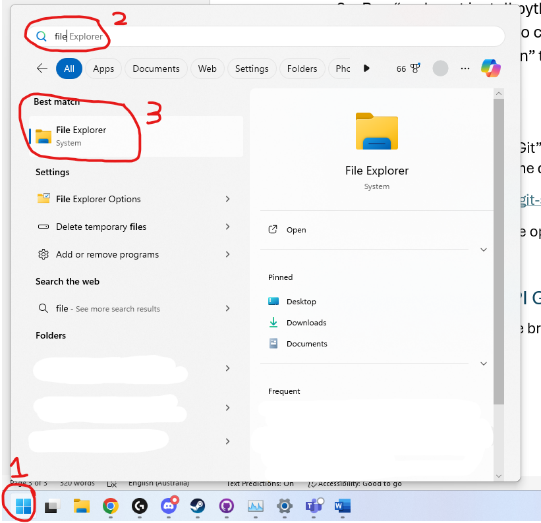 2
file Explorer
All Apps Documents Web Settings Folders Phc 66
Best match
3
File Explorer
System
Settings
File Explorer Options
Delete temporary files
Add or remove programs
Search the web
file - See more search results
Folders
File Explorer
System
Open
Pinned
Desktop
Downloads
Documents
Frequent
1
Page 3 of 3 320 words English (Australia) Text Predictions: On Accessibility: Good to go